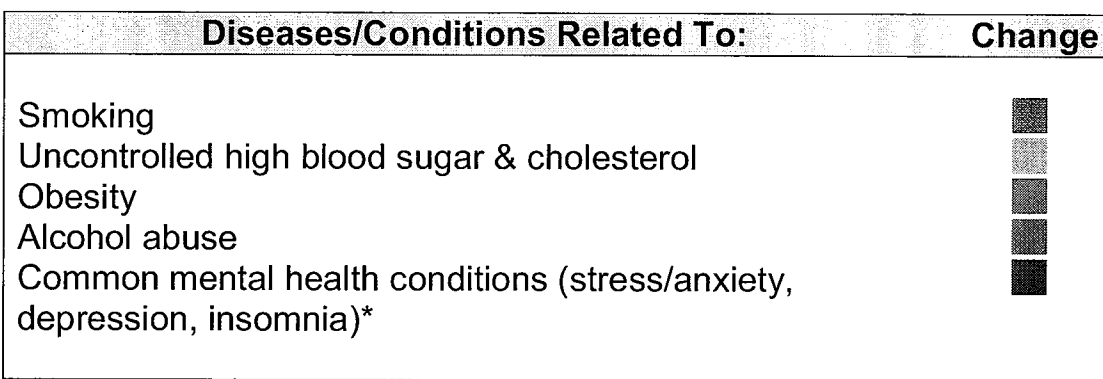 Diseases/Conditions Related To: Change
Smoking
Uncontrolled high blood sugar & cholesterol
Obesity
Alcohol abuse
Common mental health conditions (stress/anxiety,
depression, insomnia)*